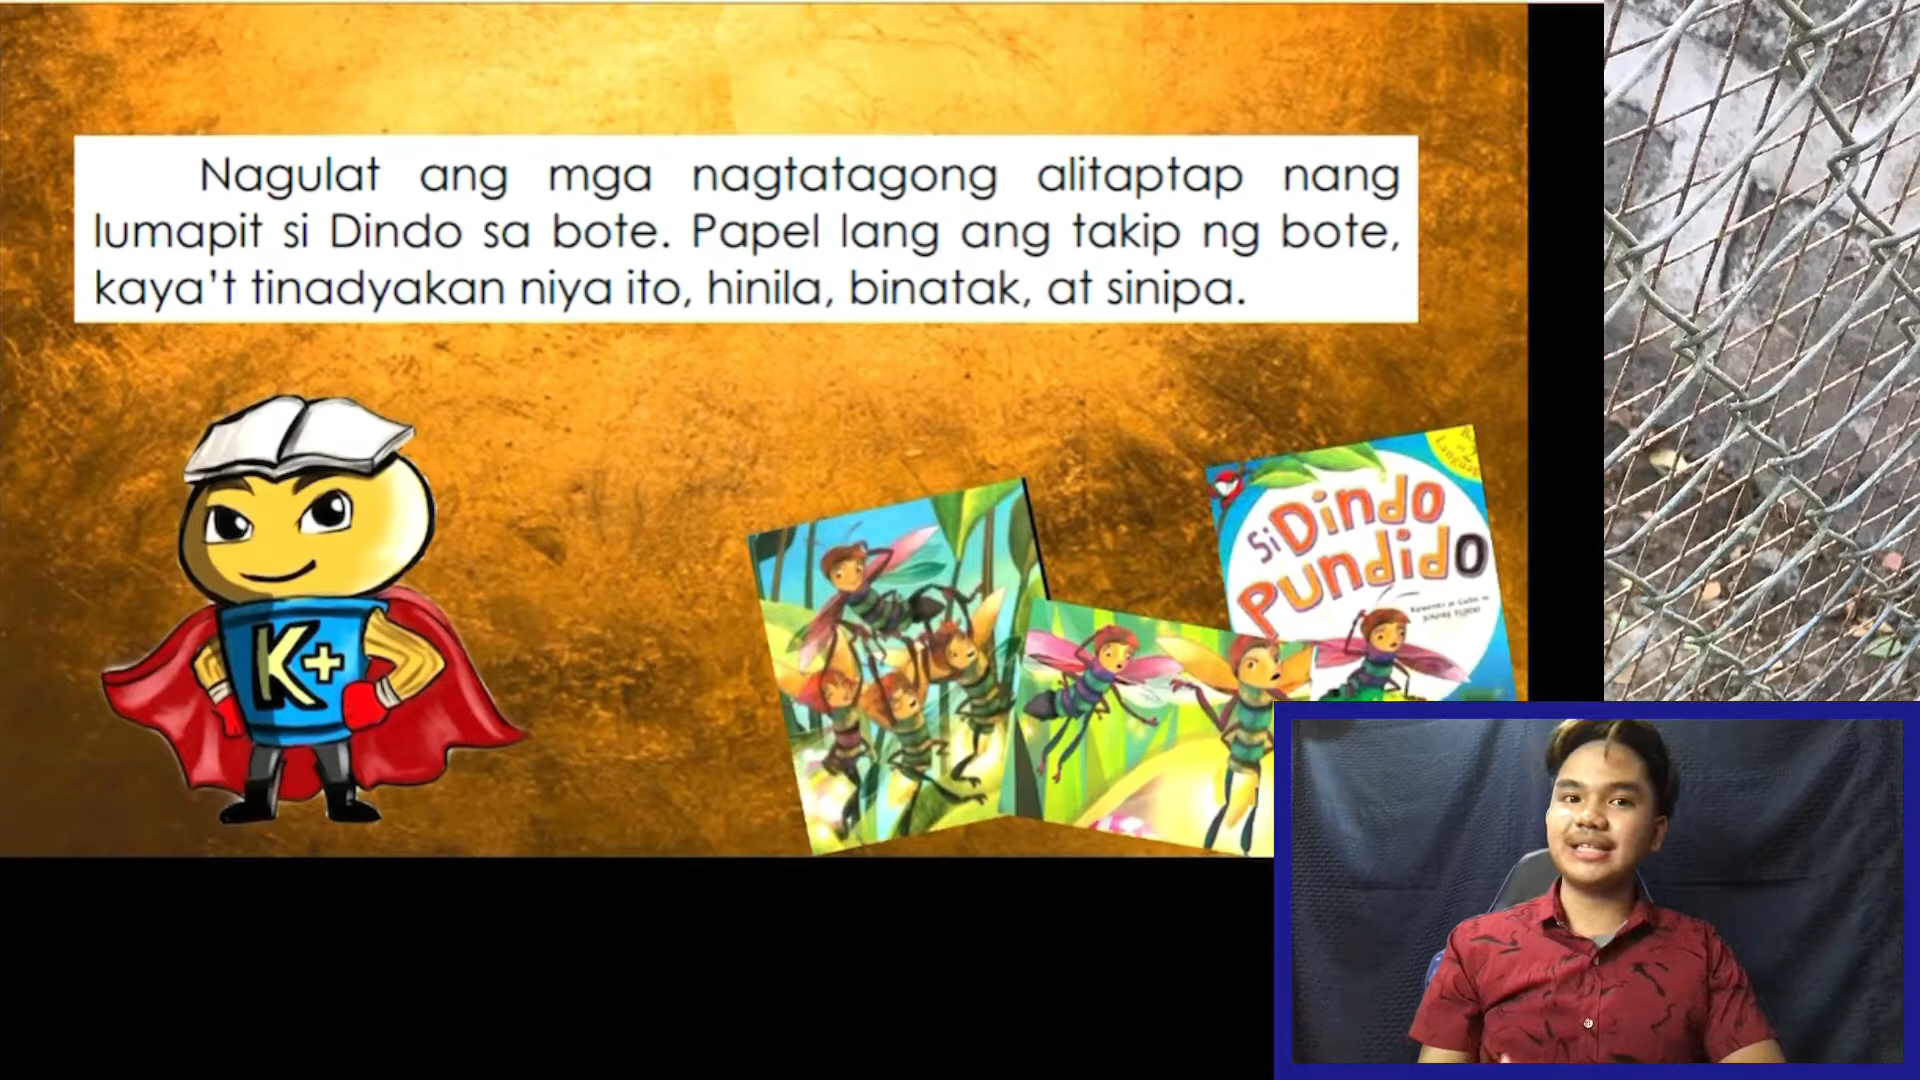 Nagulat ang mga nagtatagong alitaptap nang
lumapit si Dindo sa bote. Papel lang ang takip ng bote,
kaya't tinadyakan niya ito, hinila, binatak, at sinipa.
K+
Si Dindo
Pundido